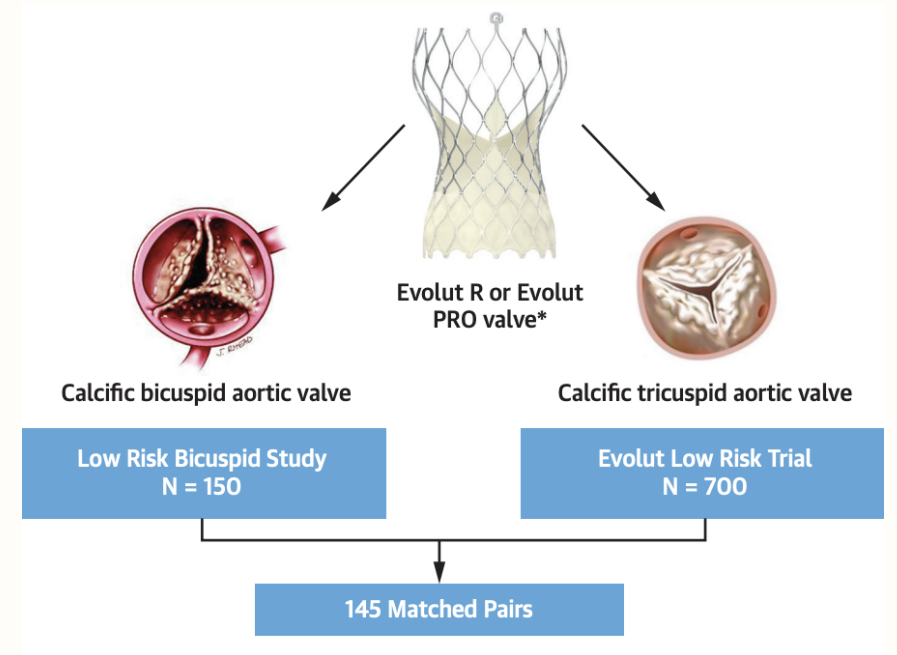 Evolut R or Evolut
PRO valve*
J. RHEAD
Calcific bicuspid aortic valve
Calcific tricuspid aortic valve
Low Risk Bicuspid Study
N = 150
Evolut Low Risk Trial
N = 700
145 Matched Pairs